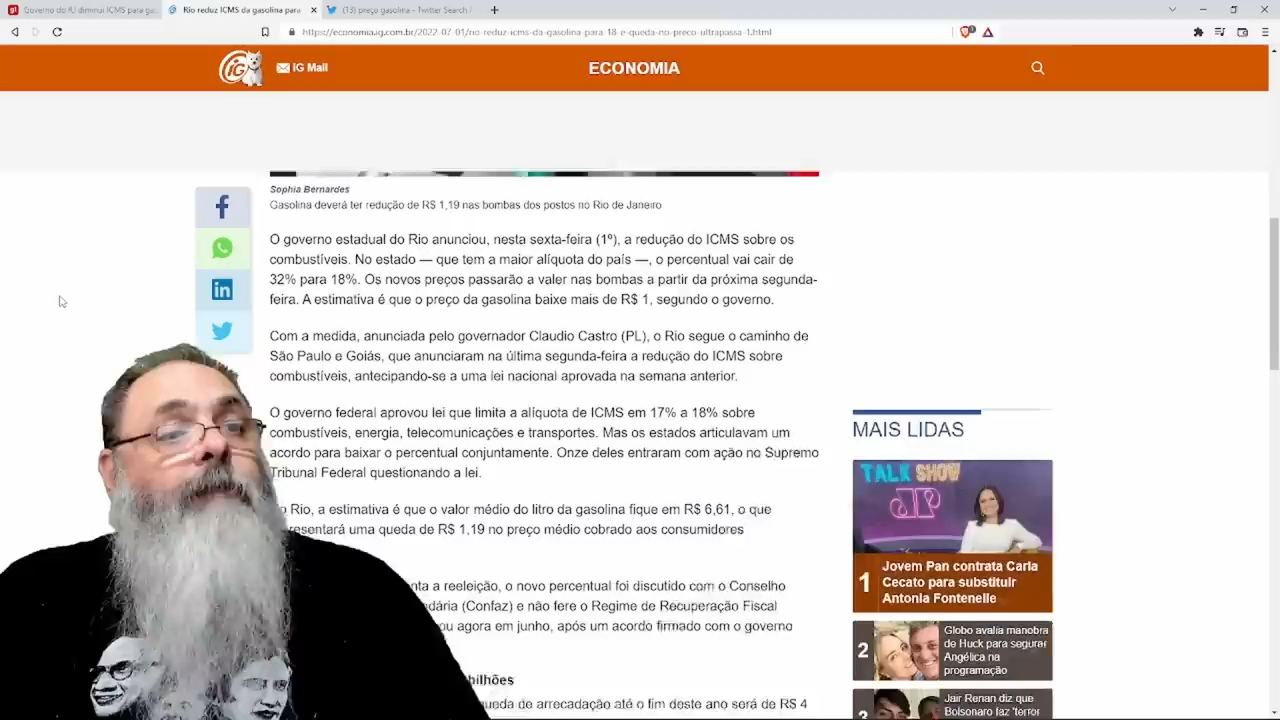 Governo do RJ diminui ICMS para ga
Rio reduz ICMS da gasolina para
(13) preço gasolina - Twitter Search /
https://economia.ig.com.br/2022-07-01/rio-reduz-icms-da-gasolina-para-18-e-queda-no-preco-ultrapassa-1.html
iG
iG Mail
ECONOMIA
Sophia Bernardes
Gasolina deverá ter redução de R$ 1,19 nas bombas dos postos no Rio de Janeiro
O governo estadual do Rio anunciou, nesta sexta-feira (1º), a redução do ICMS sobre os
combustíveis. No estado — que tem a maior alíquota do país —, o percentual vai cair de
32% para 18%. Os novos preços passarão a valer nas bombas a partir da próxima segunda-
feira. A estimativa é que o preço da gasolina baixe mais de R$ 1, segundo o governo.
Com a medida, anunciada pelo governador Claudio Castro (PL), o Rio segue o caminho de
São Paulo e Goiás, que anunciaram na última segunda-feira a redução do ICMS sobre
combustíveis, antecipando-se a uma lei nacional aprovada na semana anterior.
O governo federal aprovou lei que limita a alíquota de ICMS em 17% a 18% sobre
combustíveis, energia, telecomunicações e transportes. Mas os estados articulavam um
acordo para baixar o percentual conjuntamente. Onze deles entraram com ação no Supremo
Tribunal Federal questionando a lei.
o Rio, a estimativa é que o valor médio do litro da gasolina fique em R$ 6,61, o que
presentará uma queda de R$ 1,19 no preço médio cobrado aos consumidores
nta a reeleição, o novo percentual foi discutido com o Conselho
dária (Confaz) e não fere o Regime de Recuperação Fiscal
ou agora em junho, após um acordo firmado com o governo
bilhões
queda de arrecadação até o fim deste ano será de R$ 4
MAIS LIDAS
TALK SHOW
JP
1
Jovem Pan contrata Carla
Cecato para substituir
Antonia Fontenelle
2
Globo avalia manobra
de Huck para segurar
Angélica na
programação
3
Jair Renan diz que
Bolsonaro faz 'terror